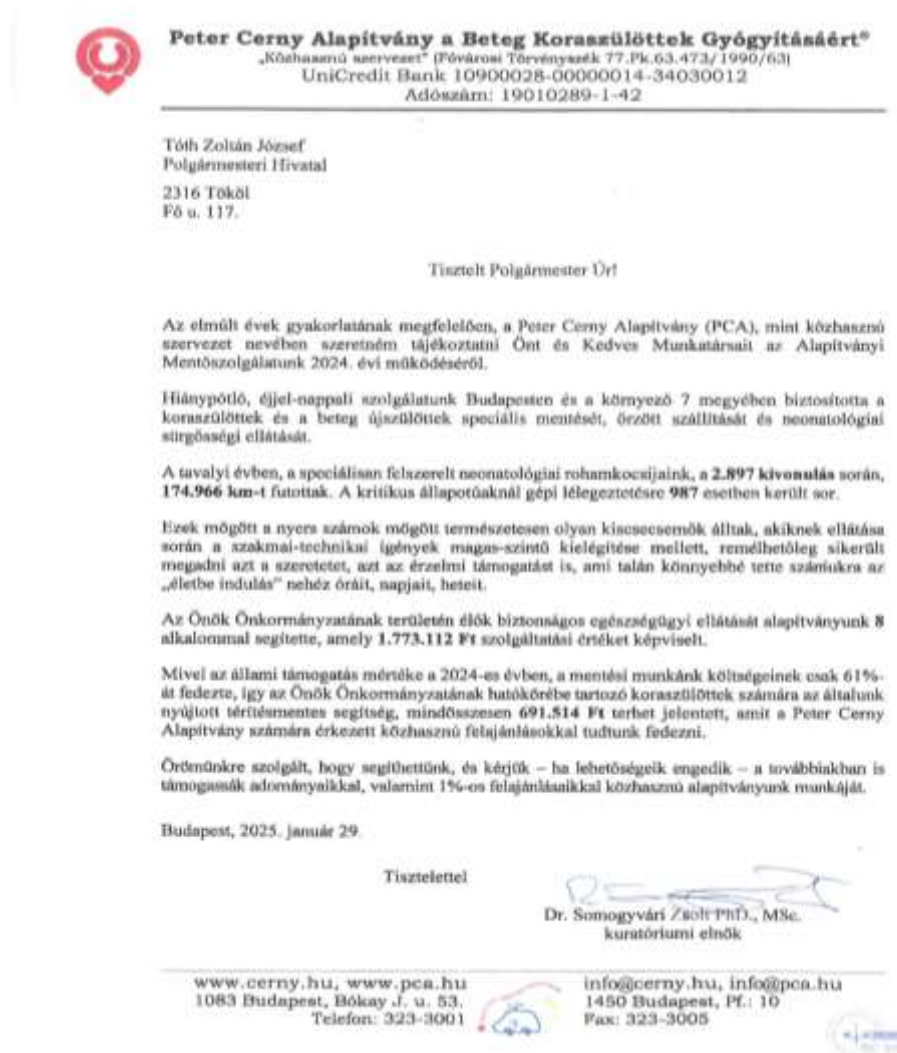 Peter Cerny Alapítvány a Beteg Koraszülöttek Gyógyításáért®
„Közhasznú szervezet" (Fővárosi Törvényszék 77.Pk.63.473/1990/63)
UniCredit Bank 10900028-00000014-34030012
Adószám: 19010289-1-42
Tóth Zoltán József
Polgármesteri Hivatal
2316 Tököl
Fő u. 117.
Tisztelt Polgármester Úr!
Az elmúlt évek gyakorlatának megfelelően, a Peter Cerny Alapítvány (PCA), mint közhasznú
szervezet nevében szeretném tájékoztatni Önt és Kedves Munkatársait az Alapítványi
Mentőszolgálatunk 2024. évi működéséről.
Hiánypótló, éjjel-nappali szolgálatunk Budapesten és a környező 7 megyében biztosította a
koraszülöttek és a beteg újszülöttek speciális mentését, őrzött szállítását és neonatológiai
sürgősségi ellátását.
A tavalyi évben, a speciálisan felszerelt neonatológiai rohamkocsijaink, a 2.897 kivonulás során,
174.966 km-t futottak. A kritikus állapotúaknál gépi lélegeztetésre 987 esetben került sor.
Ezek mögött a nyers számok mögött természetesen olyan kiscsecsemők álltak, akiknek ellátása
során a szakmai-technikai igények magas-szintű kielégítése mellett, remélhetőleg sikerült
megadni azt a szeretetet, azt az érzelmi támogatást is, ami talán könnyebbé tette számukra az
„életbe indulás" nehéz óráit, napjait, heteit.
Az Önök Önkormányzatának területén élők biztonságos egészségügyi ellátását alapítványunk 8
alkalommal segítette, amely 1.773.112 Ft szolgáltatási értéket képviselt.
Mivel az állami támogatás mértéke a 2024-es évben, a mentési munkánk költségeinek csak 61%-
át fedezte, így az Önök Önkormányzatának hatókörébe tartozó koraszülöttek számára az általunk
nyújtott térítésmentes segítség, mindösszesen 691.514 Ft terhet jelentett, amit a Peter Cerny
Alapítvány számára érkezett közhasznú felajánlásokkal tudtunk fedezni.
Örömünkre szolgált, hogy segíthettünk, és kérjük – ha lehetőségeik engedik – a továbbiakban is
támogassák adományaikkal, valamint 1%-os felajánlásaikkal közhasznú alapítványunk munkáját.
Budapest, 2025. január 29.
Tisztelettel
Dr. Somogyvári Zsolt PhD., MSc.
kuratóriumi elnök
www.cerny.hu, www.pca.hu
1083 Budapest, Bókay J. u. 53.
Telefon: 323-3001
info@cerny.hu, info@pca.hu
1450 Budapest, Pf.: 10
Fax: 323-3005